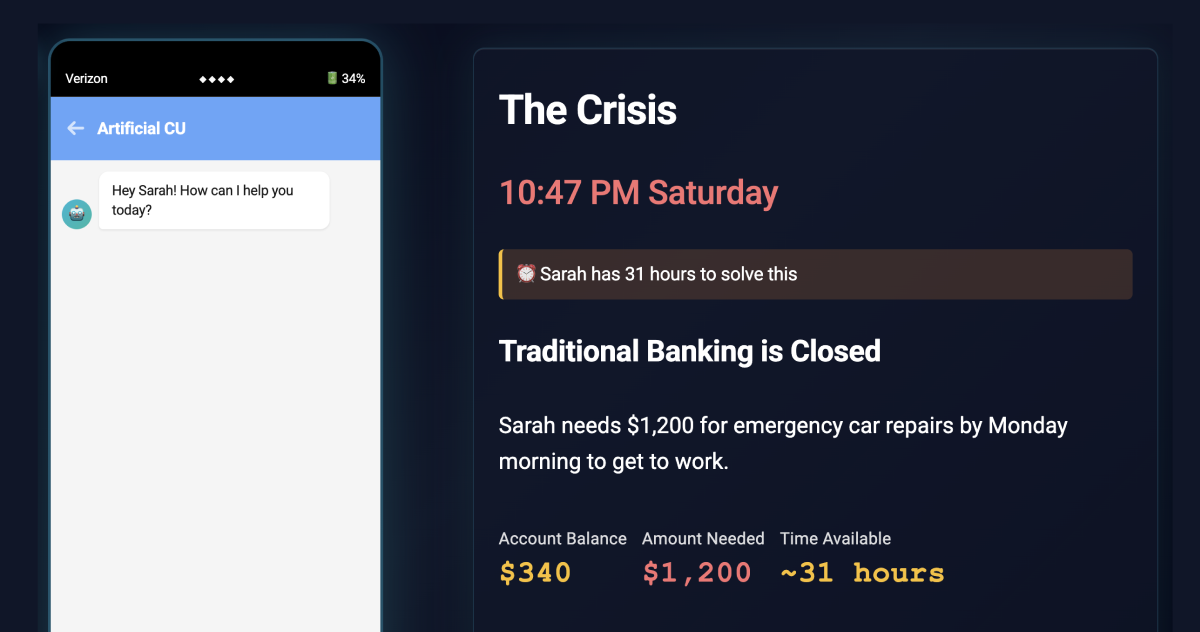 Verizon
34%
Artificial CU
Hey Sarah! How can I help you
today?
The Crisis
10:47 PM Saturday
Sarah has 31 hours to solve this
Traditional Banking is Closed
Sarah needs $1,200 for emergency car repairs by Monday
morning to get to work.
Account Balance Amount Needed Time Available
$340 $1,200 ~31 hours